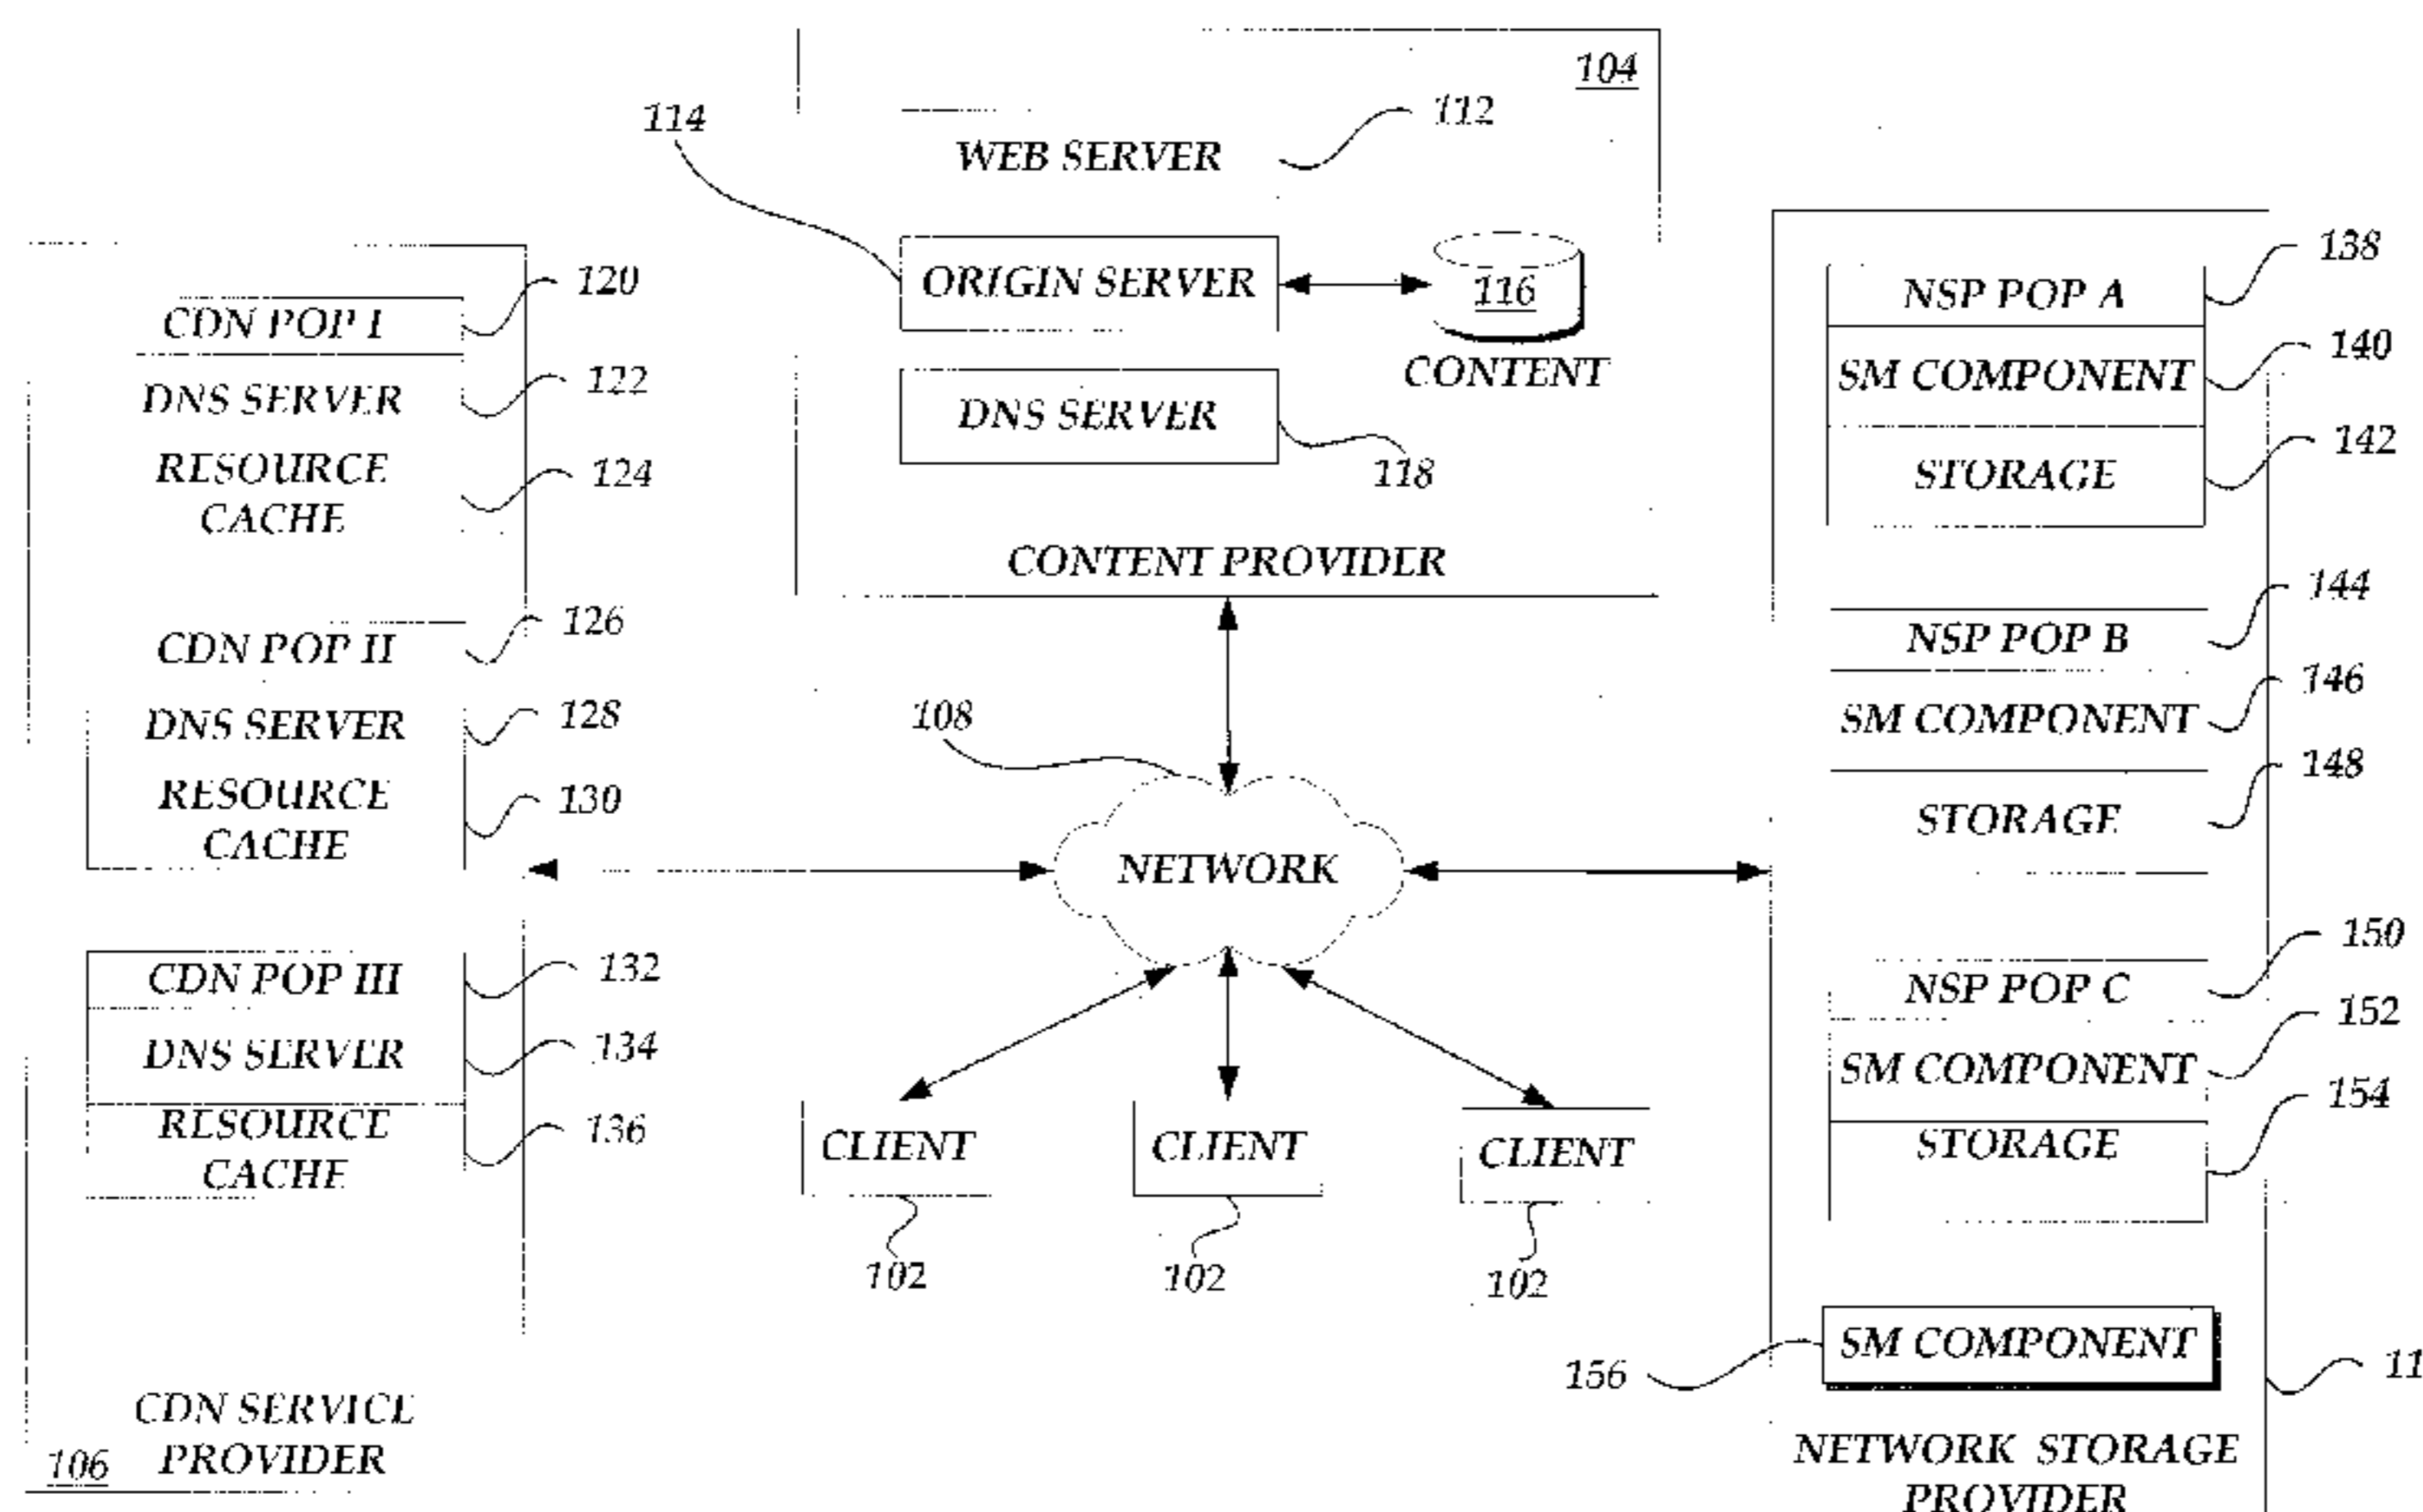 104
112
114
WEB SERVER
ORIGIN SERVER
116
CONTENT
DNS SERVER
118
CONTENT PROVIDER
120
CDN POP I
122
DNS SERVER
124
RESOURCE
CACHE
126
CDN POP II
128
DNS SERVER
130
RESOURCE
CACHE
132
CDN POP III
134
DNS SERVER
136
RESOURCE
CACHE
CDN SERVICE
PROVIDER
106
108
NETWORK
CLIENT
CLIENT
CLIENT
102
102
102
138
NSP POP A
140
SM COMPONENT
142
STORAGE
144
NSP POP B
146
SM COMPONENT
148
STORAGE
150
NSP POP C
152
SM COMPONENT
154
STORAGE
156
SM COMPONENT
11
NETWORK STORAGE
PROVIDER